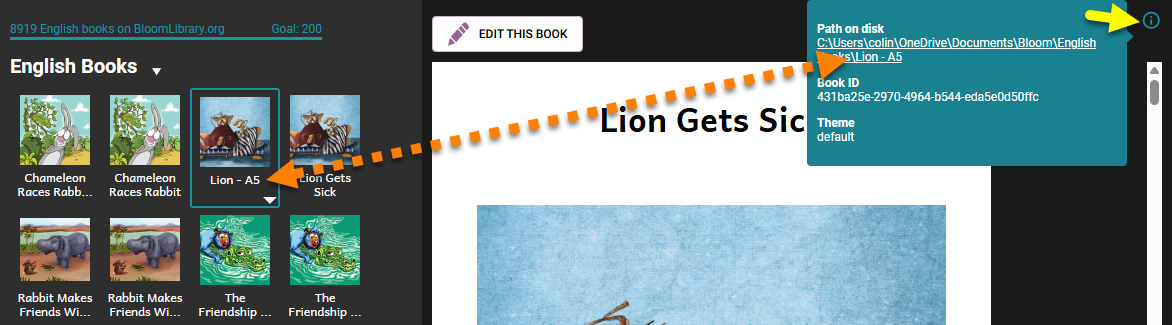 8919 English books on BloomLibrary.org Goal: 200
English Books
Chameleon
Races Rabb...
Chameleon
Races Rabbit
Lion - A5
Lion Gets
Sick
Rabbit Makes
Friends Wi...
Rabbit Makes
Friends Wi...
The
Friendship ...
The
Friendship ...
EDIT THIS BOOK
Lion Gets Sic
Path on disk
C:\Users\colin\OneDrive\Documents\Bloom\English
\Lion - A5
Book ID
431ba25e-2970-4964-b544-eda5e0d50ffc
Theme
default